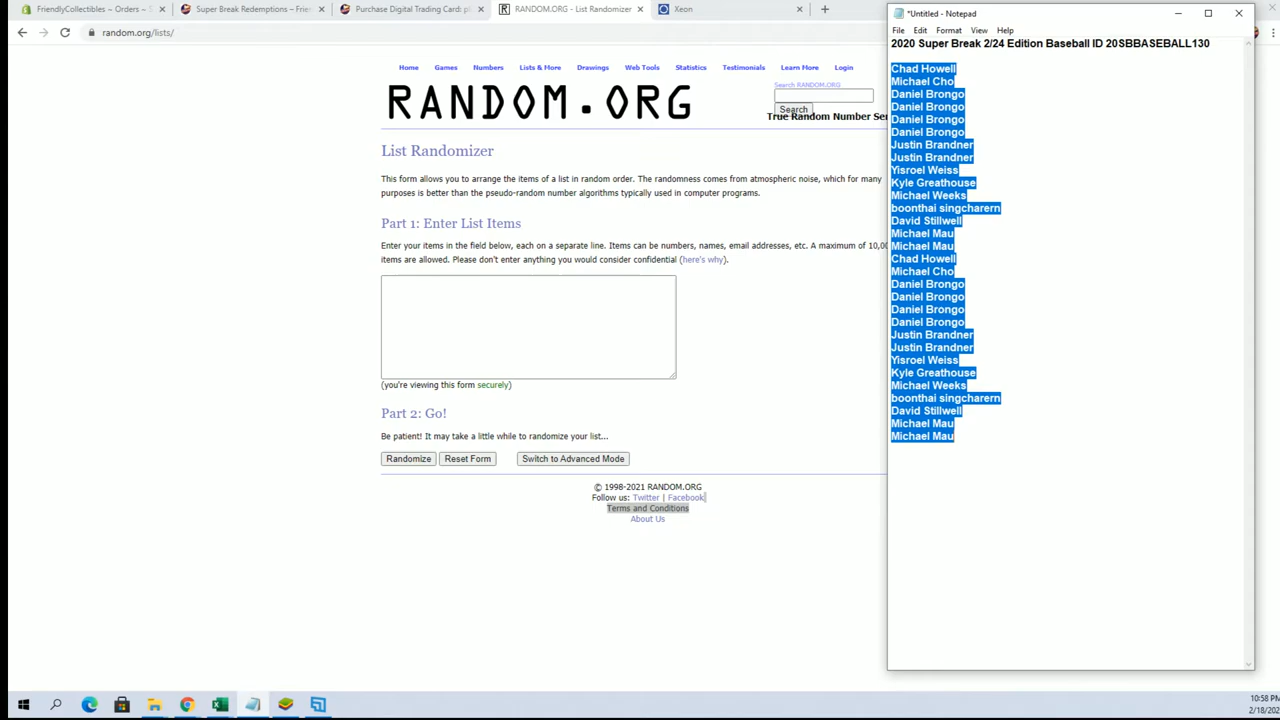 FriendlyCollectibles ~ Orders ~ S
Super Break Redemptions – Frie
Purchase Digital Trading Cards p
RANDOM.ORG - List Randomizer
Xeon
random.org/lists/
Home Games Numbers Lists & More Drawings Web Tools Statistics Testimonials Learn More Login
RANDOM.ORG
Search RANDOM.ORG
Search
True Random Number Ser
List Randomizer
This form allows you to arrange the items of a list in random order. The randomness comes from atmospheric noise, which for many
purposes is better than the pseudo-random number algorithms typically used in computer programs.
Part 1: Enter List Items
Enter your items in the field below, each on a separate line. Items can be numbers, names, email addresses, etc. A maximum of 10,00
items are allowed. Please don't enter anything you would consider confidential (here's why).
(you're viewing this form securely)
Part 2: Go!
Be patient! It may take a little while to randomize your list...
Randomize Reset Form Switch to Advanced Mode
© 1998-2021 RANDOM.ORG
Follow us: Twitter | Facebook
Terms and Conditions
About Us
*Untitled - Notepad
File Edit Format View Help
2020 Super Break 2/24 Edition Baseball ID 20SBBASEBALL130
Chad Howell
Michael Cho
Daniel Brongo
Daniel Brongo
Daniel Brongo
Daniel Brongo
Justin Brandner
Justin Brandner
Yisroel Weiss
Kyle Greathouse
Michael Weeks
boonthai singcharern
David Stillwell
Michael Mau
Michael Mau
Chad Howell
Michael Cho
Daniel Brongo
Daniel Brongo
Daniel Brongo
Daniel Brongo
Justin Brandner
Justin Brandner
Yisroel Weiss
Kyle Greathouse
Michael Weeks
boonthai singcharern
David Stillwell
Michael Mau
Michael Mau
10:58 PM
2/18/202